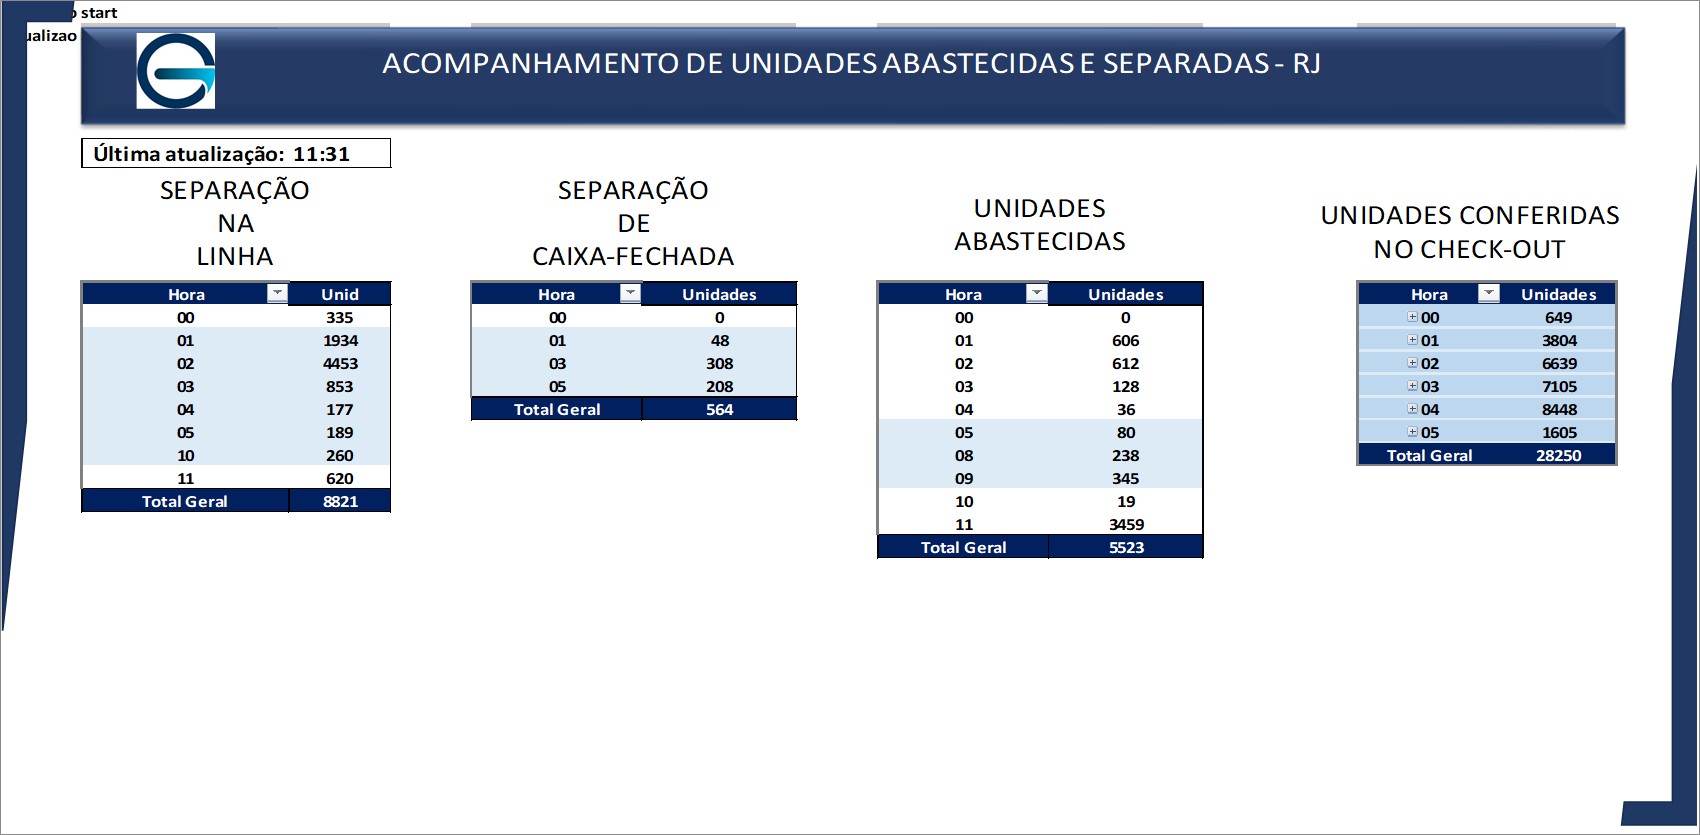 start
ACOMPANHAMENTO DE UNIDADES ABASTECIDAS E SEPARADAS - RJ
Última atualização: 11:31
SEPARAÇÃO
NA
LINHA
Hora Unid
00 335
01 1934
02 4453
03 853
04 177
05 189
10 260
11 620
Total Geral 8821
SEPARAÇÃO
DE
CAIXA-FECHADA
Hora Unidades
00 0
01 48
03 308
05 208
Total Geral 564
UNIDADES
ABASTECIDAS
Hora Unidades
00 0
01 606
02 612
03 128
04 36
05 80
08 238
09 345
10 19
11 3459
Total Geral 5523
UNIDADES CONFERIDAS
NO CHECK-OUT
Hora Unidades
00 649
01 3804
02 6639
03 7105
04 8448
05 1605
Total Geral 28250